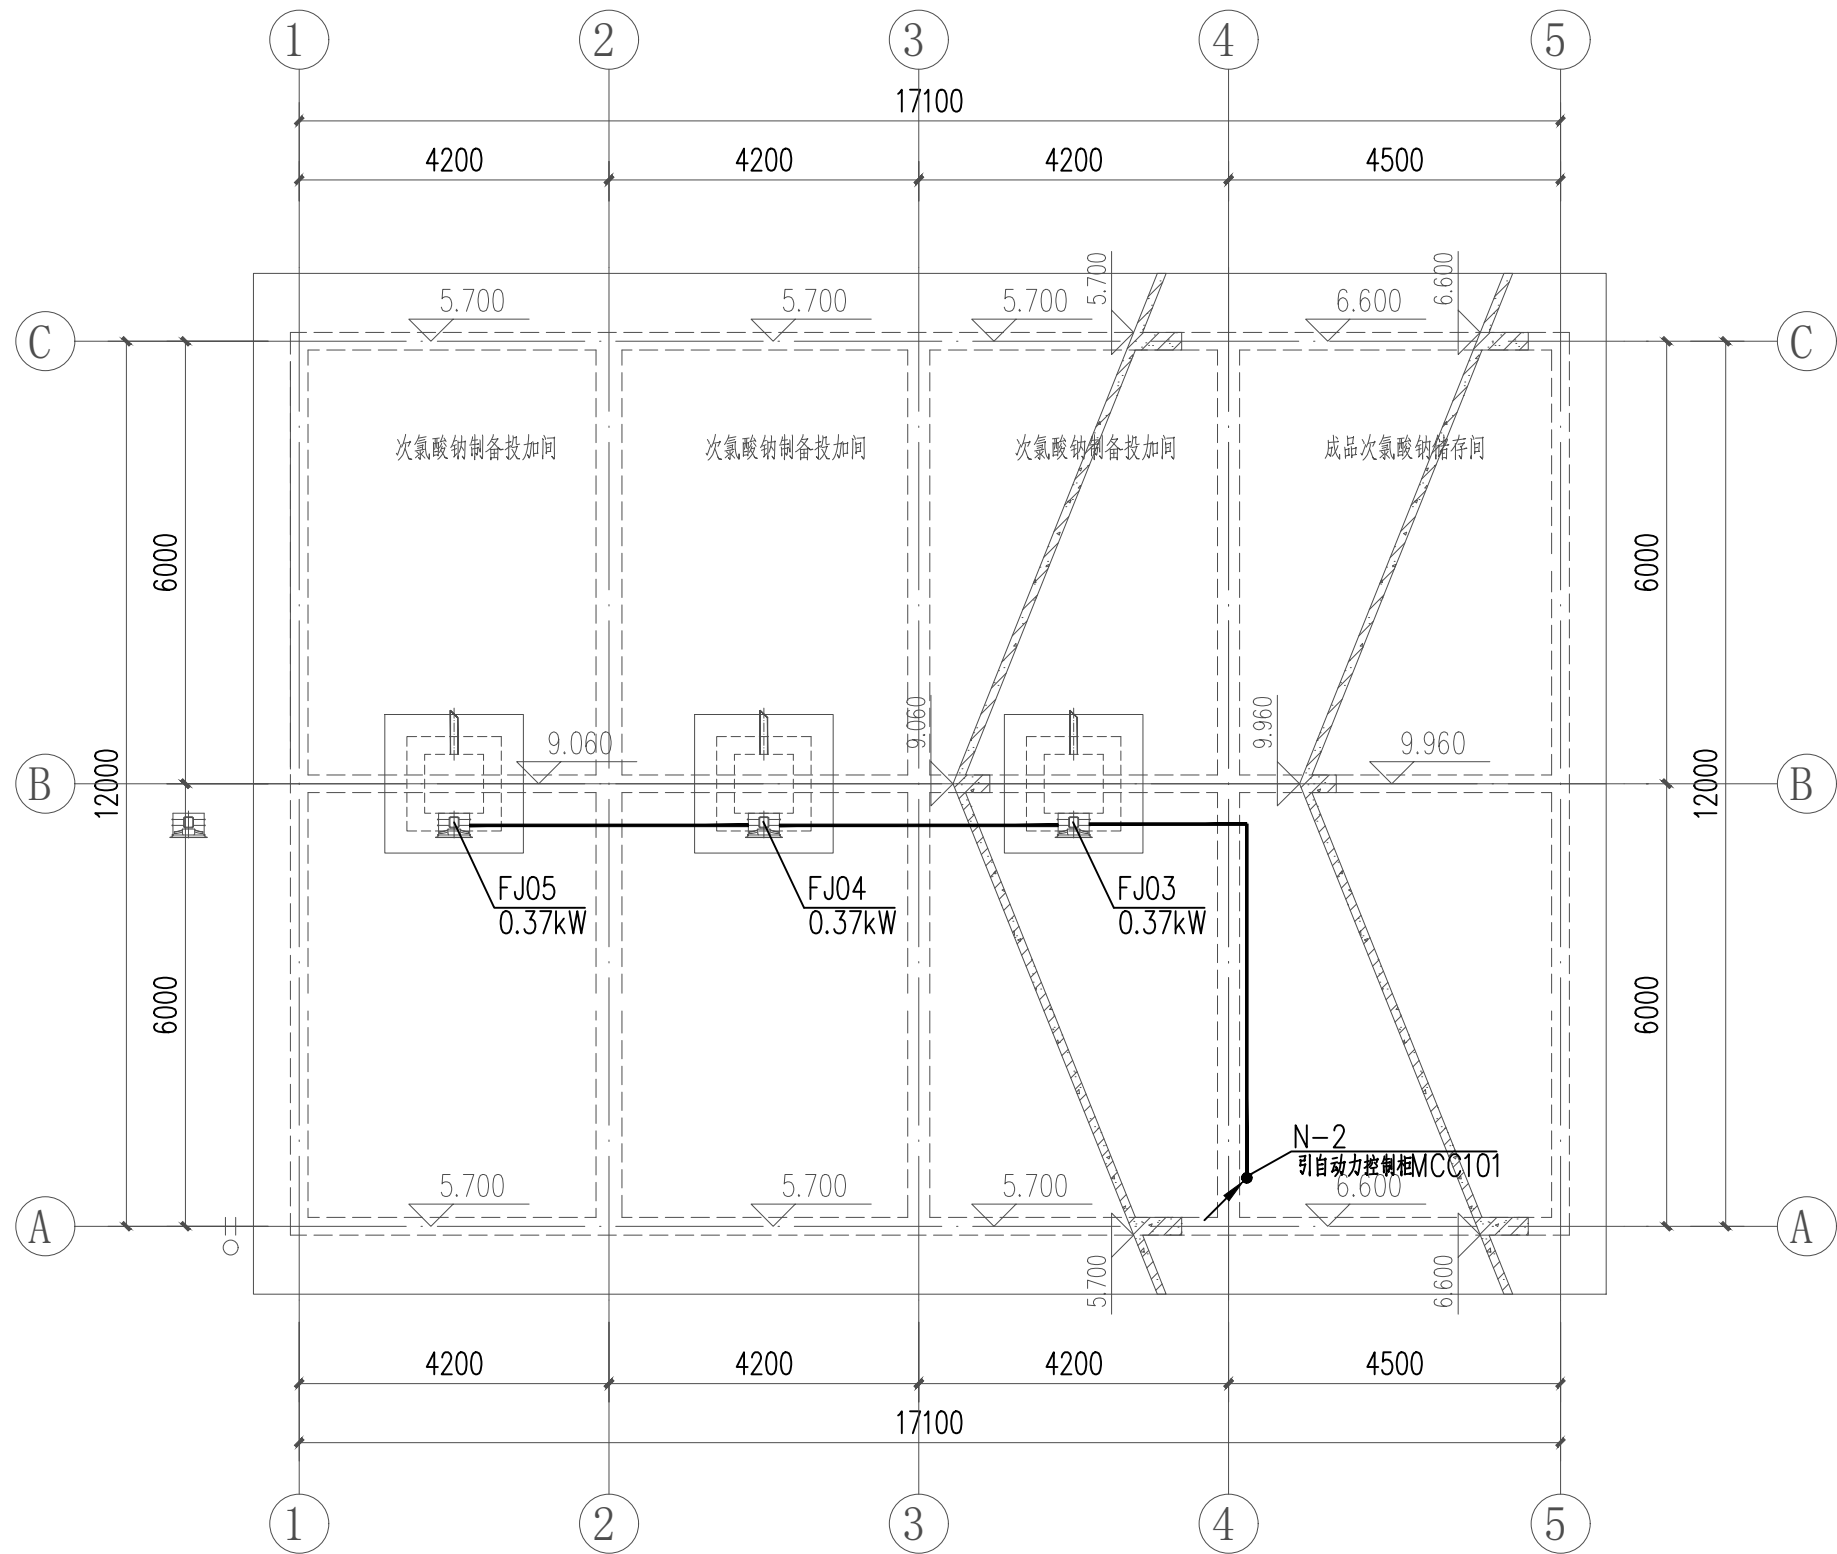 1 2 3 4 5
17100
4200 4200 4200 4500
5.700 5.700 5.700 5.700 6.600 6.600
C C
次氯酸钠制备投加间 次氯酸钠制备投加间 次氯酸钠制备投加间 成品次氯酸钠储存间
6000 6000
9.060 9.060 9.960 9.960
B 12000 12000 B
FJ05 FJ04 FJ03
0.37kW 0.37kW 0.37kW
6000 6000
N-2
引自动力控制柜MCC101
5.700 5.700 5.700 6.600
A A
5.700 6.600
4200 4200 4200 4500
17100
1 2 3 4 5